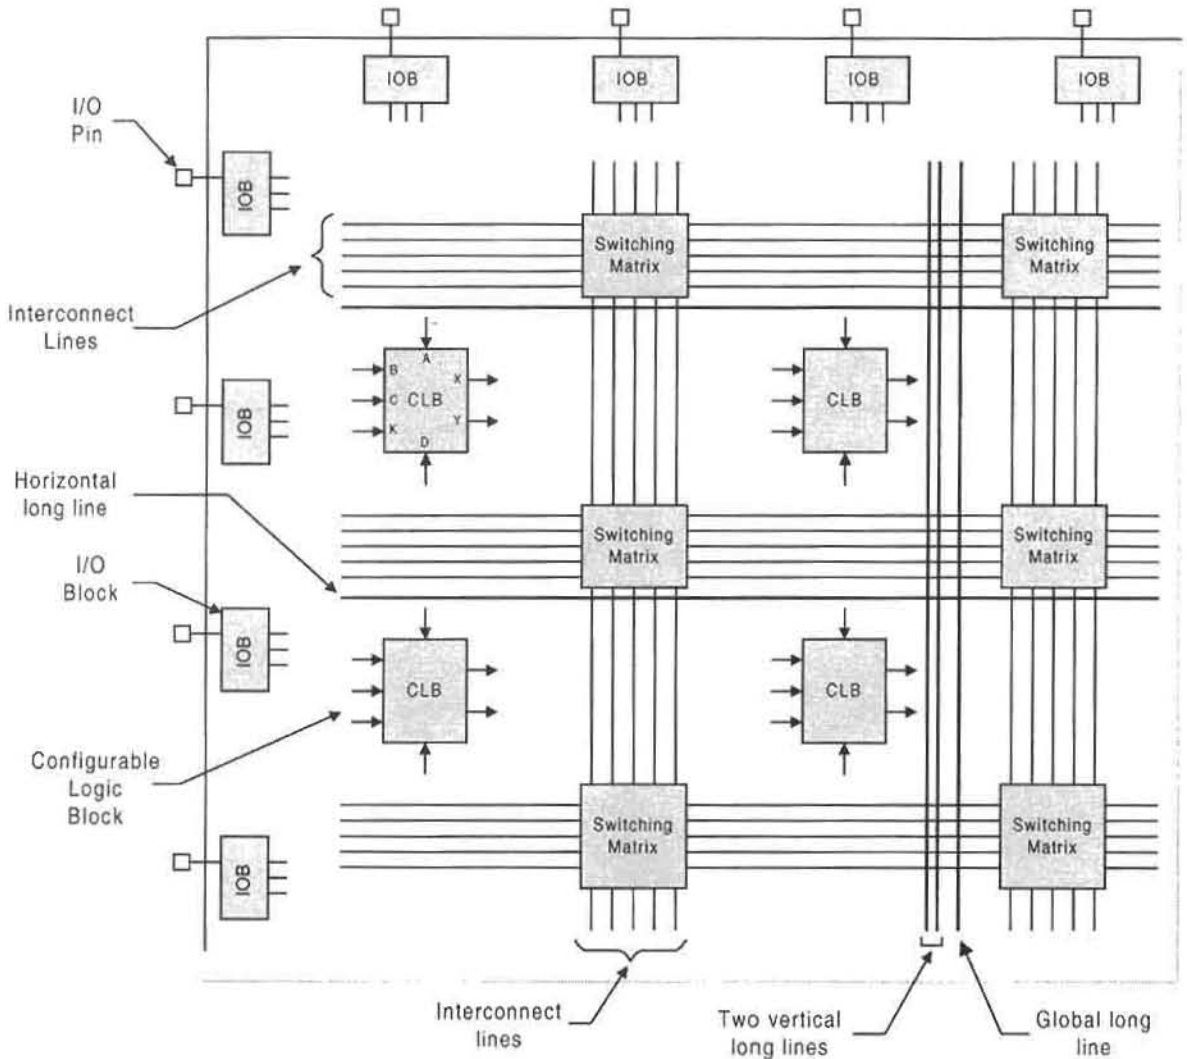 IOB IOB IOB IOB
I/O
Pin
IOB
Switching
Matrix
Switching
Matrix
Interconnect
Lines
A
B
X
C
CLB
Y
K
D
CLB
IOB
Horizontal
long line
Switching
Matrix
Switching
Matrix
I/O
Block
IOB
CLB
CLB
Configurable
Logic
Block
Switching
Matrix
Switching
Matrix
IOB
Interconnect
lines
Two vertical
long lines
Global long
line